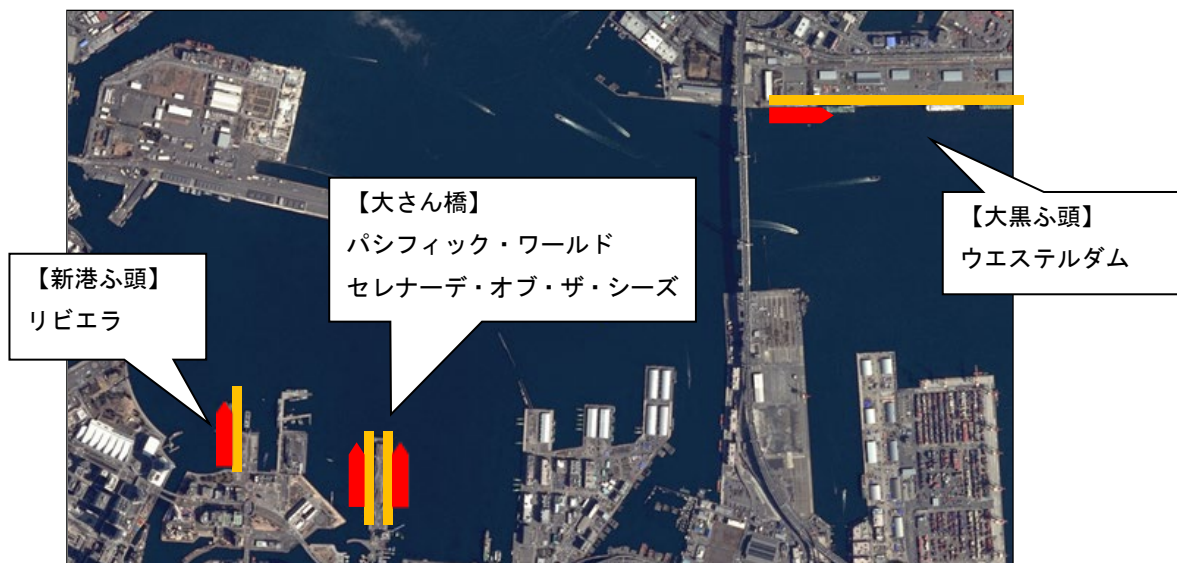 【大さん橋】
パシフィック・ワールド
セレナーデ・オブ・ザ・シーズ
【大黒ふ頭】
ウエステルダム
【新港ふ頭】
リビエラ